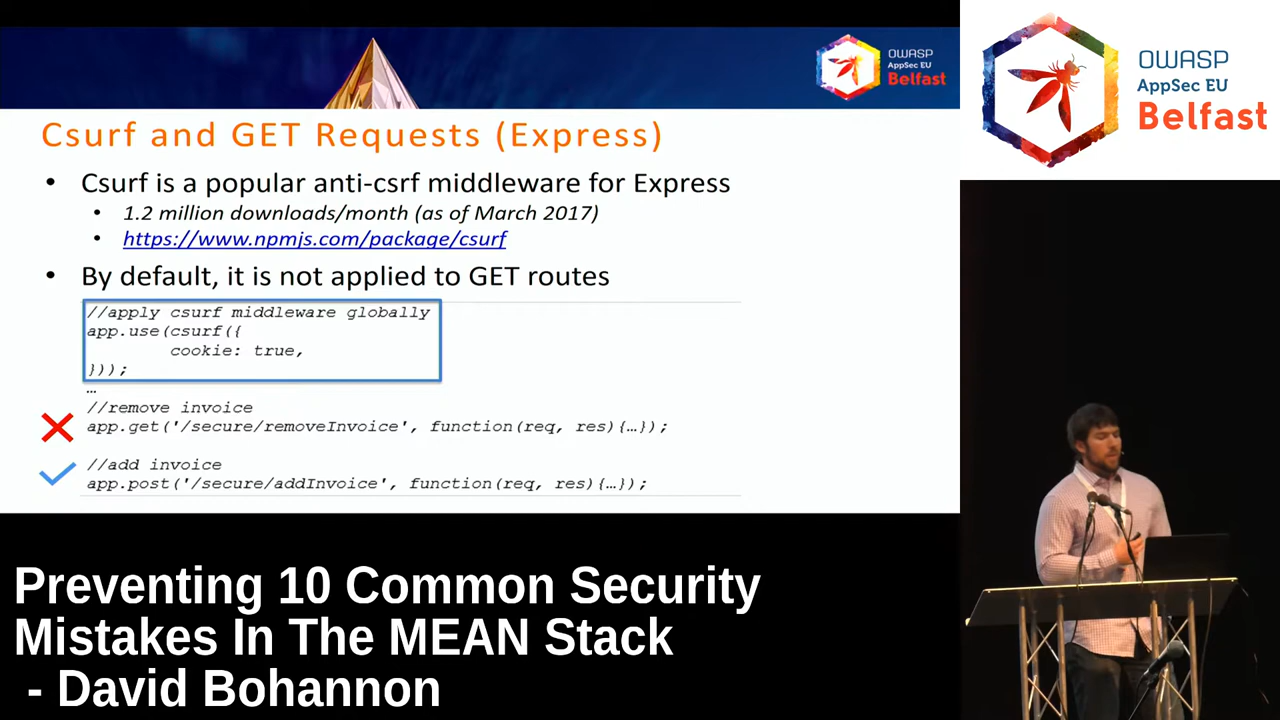 OWASP
AppSec EU
Belfast
OWASP
AppSec EU
Belfast
Csurf and GET Requests (Express)
• Csurf is a popular anti-csrf middleware for Express
• 1.2 million downloads/month (as of March 2017)
• https://www.npmjs.com/package/csurf
• By default, it is not applied to GET routes
//apply csurf middleware globally
app.use(csurf({
cookie: true,
}));
…
//remove invoice
app.get('/secure/removeInvoice', function(req, res){…});
//add invoice
app.post('/secure/addInvoice', function(req, res){…});
Preventing 10 Common Security
Mistakes In The MEAN Stack
- David Bohannon